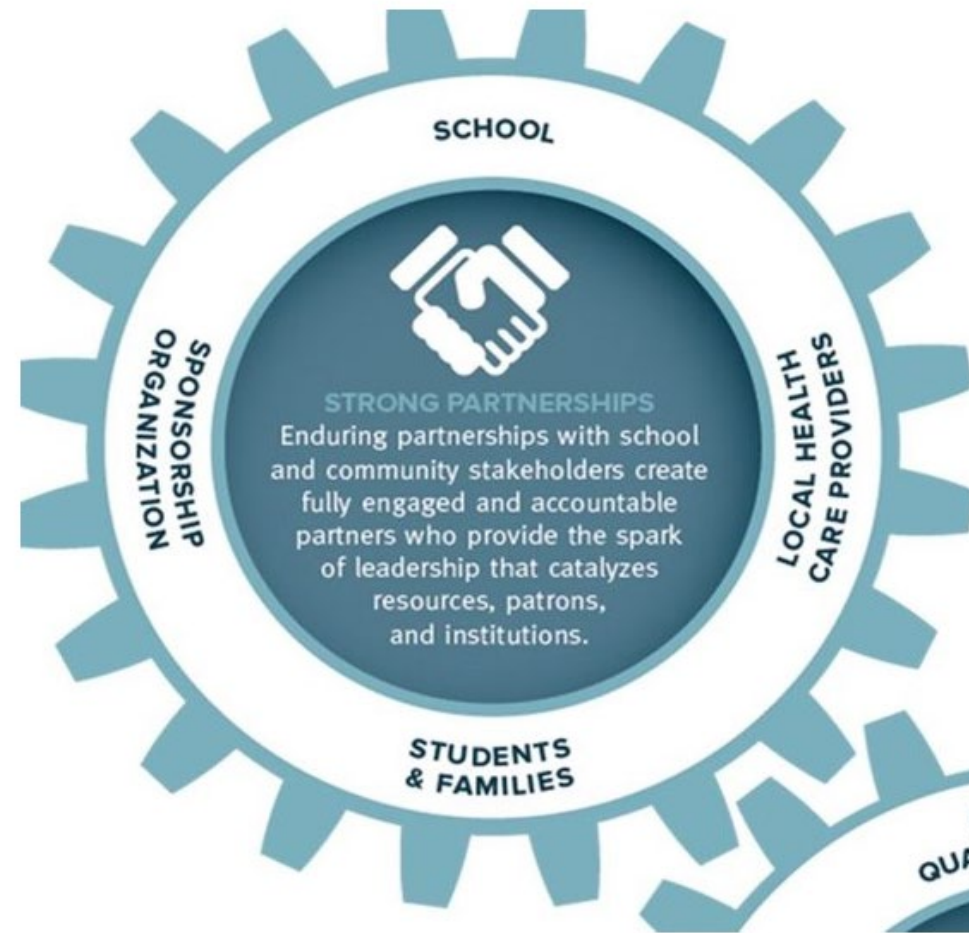 SCHOOL
SPONSORSHIP
ORGANIZATION
LOCAL HEALTH
CARE PROVIDERS
STRONG PARTNERSHIPS
Enduring partnerships with school
and community stakeholders create
fully engaged and accountable
partners who provide the spark
of leadership that catalyzes
resources, patrons,
and institutions.
STUDENTS
& FAMILIES